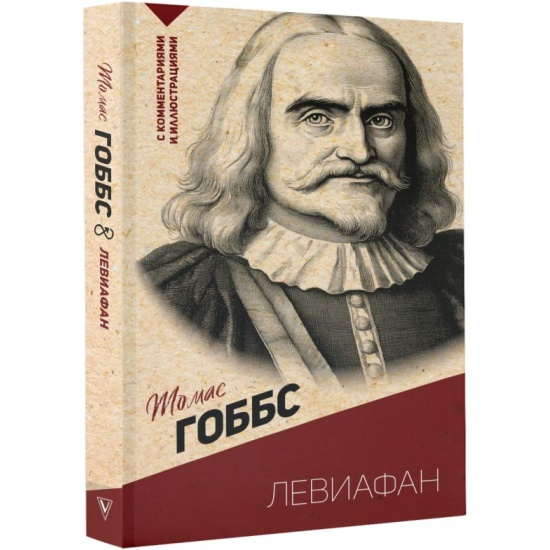 С КОММЕНТАРИЯМИ
И ИЛЛЮСТРАЦИЯМИ
Томас
ГОББС
ЛЕВИАФАН
Томас
ГОББС
ЛЕВИАФАН